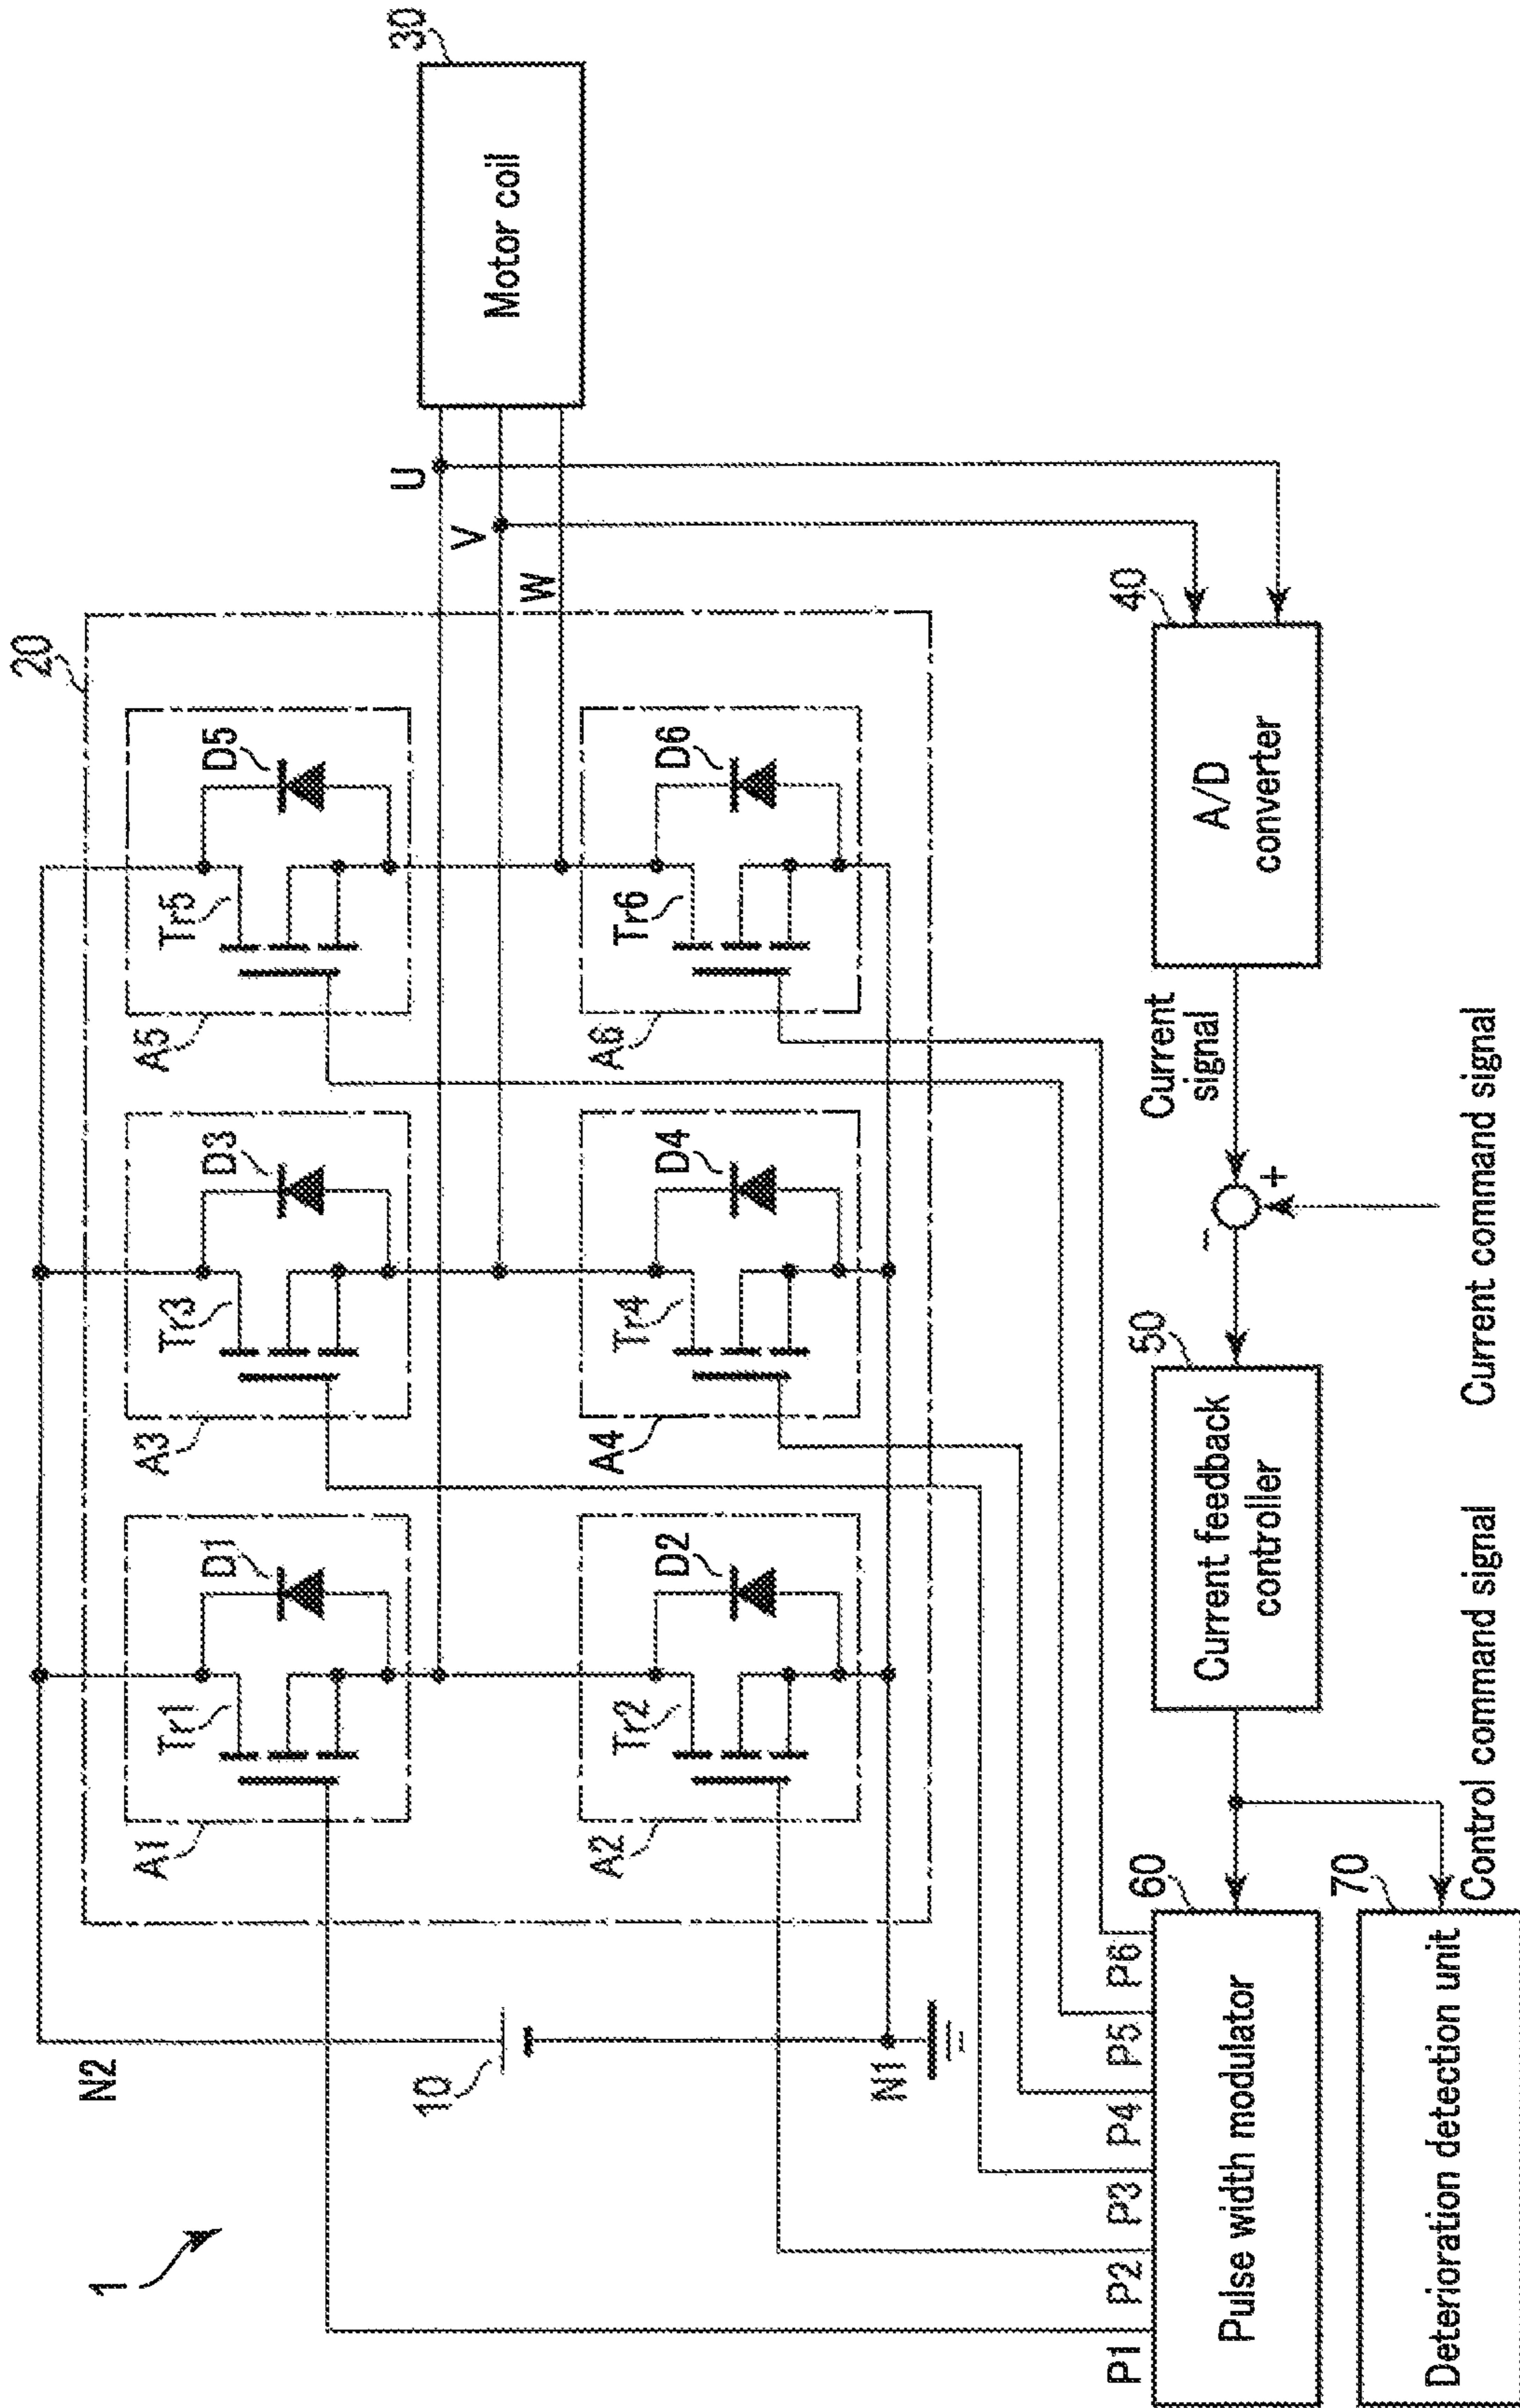 1
N2
20
A1
Tr1
D1
A3
Tr3
D3
A5
Tr5
D5
30
Motor coil
U
V
W
10
N1
A2
Tr2
D2
A4
Tr4
D4
A6
Tr6
D6
P1
P2
P3
P4
P5
P6
60
Pulse width modulator
50
Current feedback
controller
−
+
Current
signal
40
A/D
converter
70
Deterioration detection unit
Control command signal
Current command signal